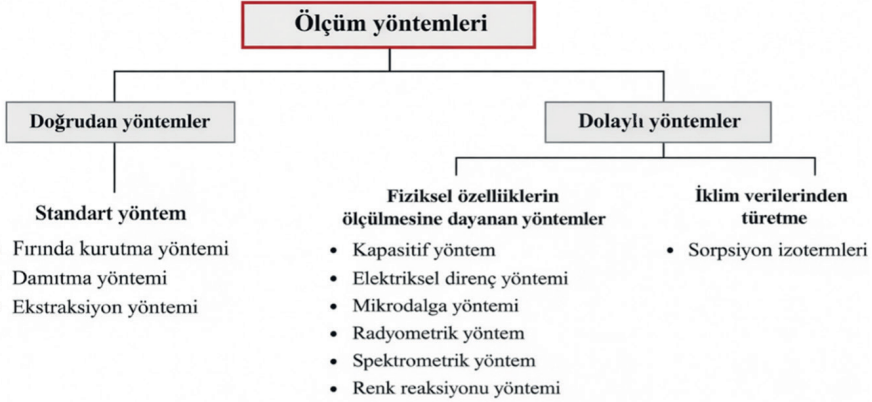 Ölçüm yöntemleri
Doğrudan yöntemler
Dolaylı yöntemler
Standart yöntem
Fırında kurutma yöntemi
Damıtma yöntemi
Ekstraksiyon yöntemi
Fiziksel özelliiklerin
ölçülmesine dayanan yöntemler
• Kapasitif yöntem
• Elektriksel direnç yöntemi
• Mikrodalga yöntemi
• Radyometrik yöntem
• Spektrometrik yöntem
• Renk reaksiyonu yöntemi
İklim verilerinden
türetme
• Sorpsiyon izotermleri